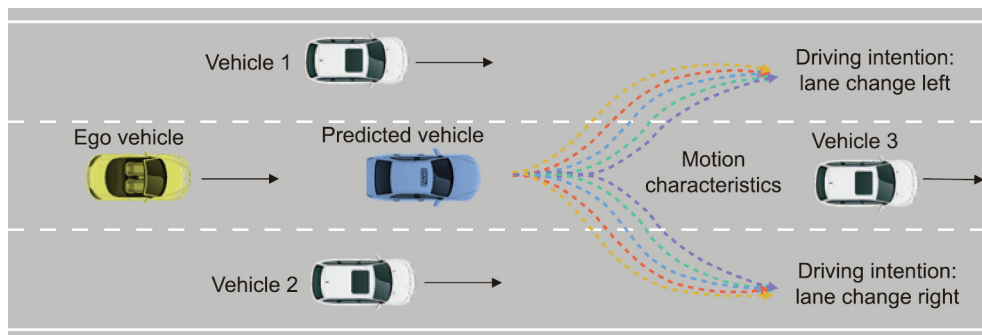 Vehicle 1
Driving intention:
lane change left
Ego vehicle
Predicted vehicle
Vehicle 3
Motion
characteristics
Vehicle 2
Driving intention:
lane change right